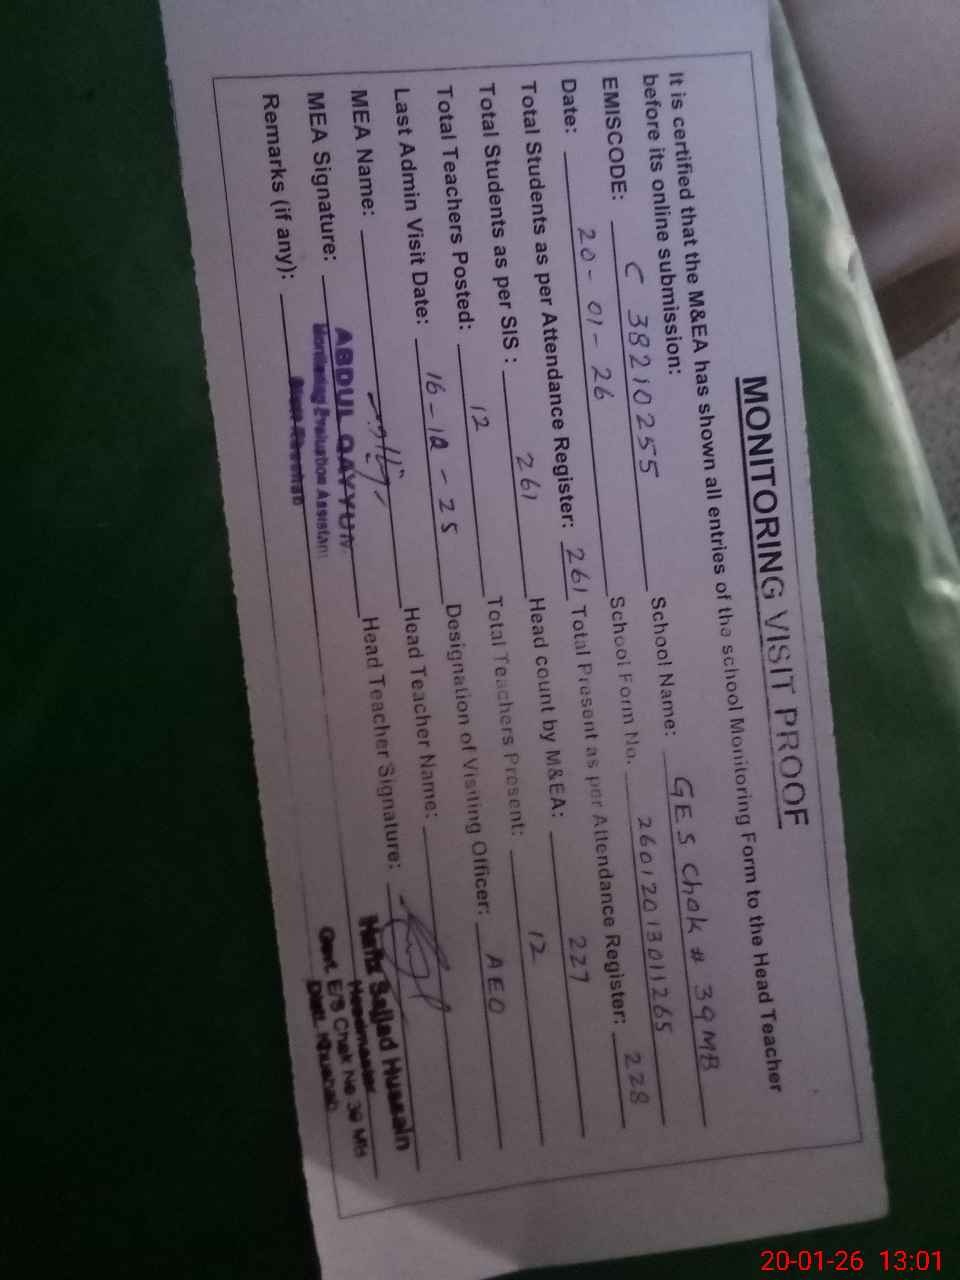 MONITORING VISIT PROOF
It is certified that the M&EA has shown all entries of the school Monitoring Form to the Head Teacher
before its online submission:
EMISCODE: C 38210255 School Name: GES Chak # 39 MB
Date: 20-01-26 School Form No. 26012013011265
Total Students as per Attendance Register: 261 Total Present as per Attendance Register: 228
Total Students as per SIS : 261 Head count by M&EA: 227
Total Teachers Posted: 12 Total Teachers Present: 12
Last Admin Visit Date: 16-12-25 Designation of Visiting Officer: AEO
MEA Name: Head Teacher Name:
MEA Signature: Head Teacher Signature:
ABDUL QAYYUM
Monitoring Evaluation Assistant
Hafiz Sajjad Hussain
Headmaster
Govt. E/S Chak No 39 MB
Distt. Khushab
Remarks (if any):
20-01-26 13:01